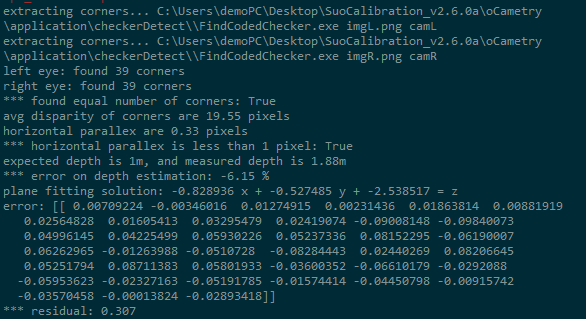 extracting corners... C:\Users\demoPC\Desktop\SuoCalibration_v2.6.0a\oCametry
\application\checkerDetect\\FindCodedChecker.exe imgL.png camL
extracting corners... C:\Users\demoPC\Desktop\SuoCalibration_v2.6.0a\oCametry
\application\checkerDetect\\FindCodedChecker.exe imgR.png camR
left eye: found 39 corners
right eye: found 39 corners
*** found equal number of corners: True
avg disparity of corners are 19.55 pixels
horizontal parallex are 0.33 pixels
*** horizontal parallex is less than 1 pixel: True
expected depth is 1m, and measured depth is 1.88m
*** error on depth estimation: -6.15 %
plane fitting solution: -0.828936 x + -0.527485 y + -2.538517 = z
error: [[ 0.00709224 -0.00346016  0.01274915  0.00231436  0.01863814  0.00881919
   0.02564828  0.01605413  0.03295479  0.02419074 -0.09008148 -0.09840073
   0.04996145  0.04225499  0.05930226  0.05237336  0.08152295 -0.06190007
   0.06262965 -0.01263988 -0.0510728  -0.08284443  0.02440269  0.08206645
   0.05251794  0.08711383  0.05801933 -0.03600352 -0.06610179 -0.0292088
  -0.05953623 -0.02327163 -0.05191785 -0.01574414 -0.04450798 -0.00915742
  -0.03570458 -0.00013824 -0.02893418]]
*** residual: 0.307